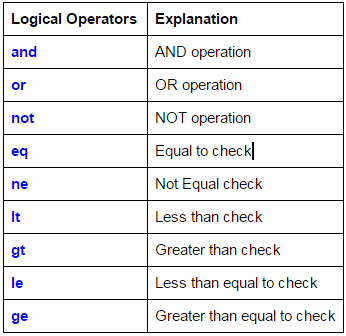 Logical Operators Explanation
and AND operation
or OR operation
not NOT operation
eq Equal to check
ne Not Equal check
lt Less than check
gt Greater than check
le Less than equal to check
ge Greater than equal to check